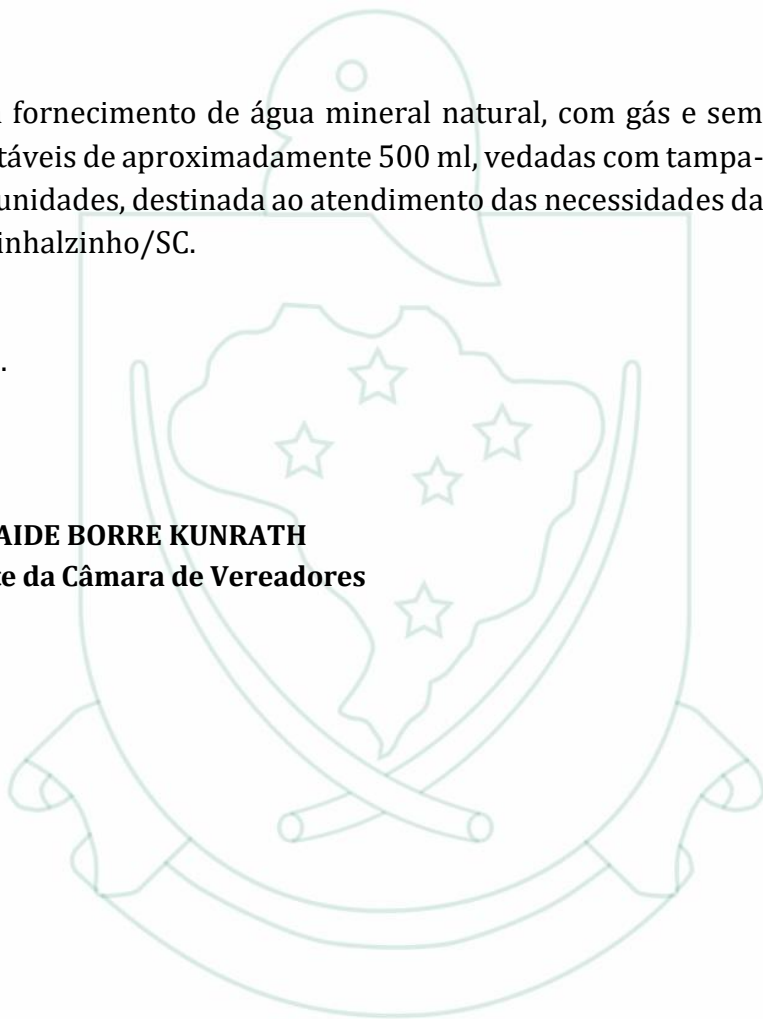 fornecimento de água mineral natural, com gás e sem
táveis de aproximadamente 500 ml, vedadas com tampa-
unidades, destinada ao atendimento das necessidades da
inhalzinho/SC.
.
AIDE BORRE KUNRATH
te da Câmara de Vereadores